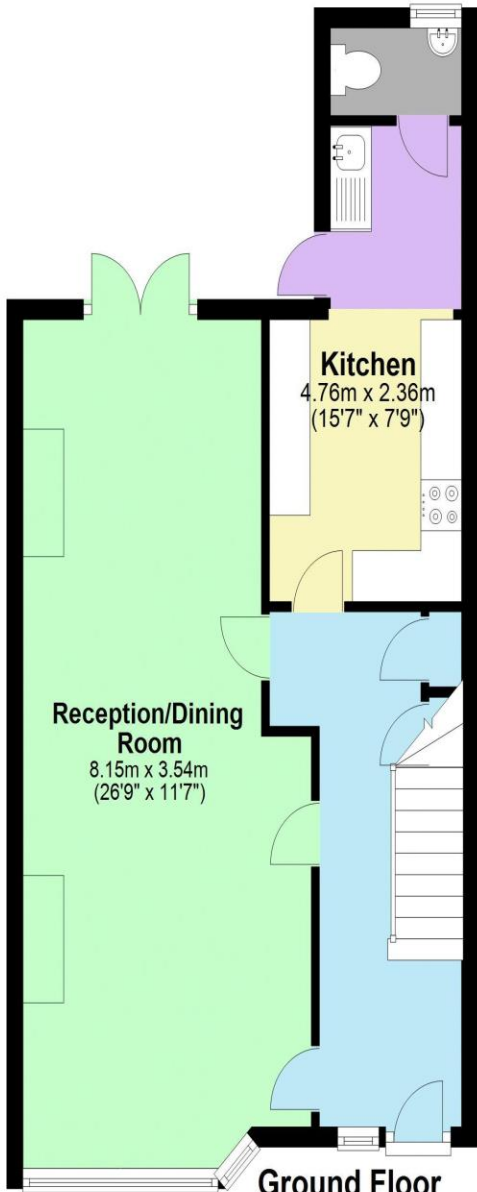 Kitchen
4.76m x 2.36m
(15'7" x 7'9")
Reception/Dining
Room
8.15m x 3.54m
(26'9" x 11'7")
Ground Floor